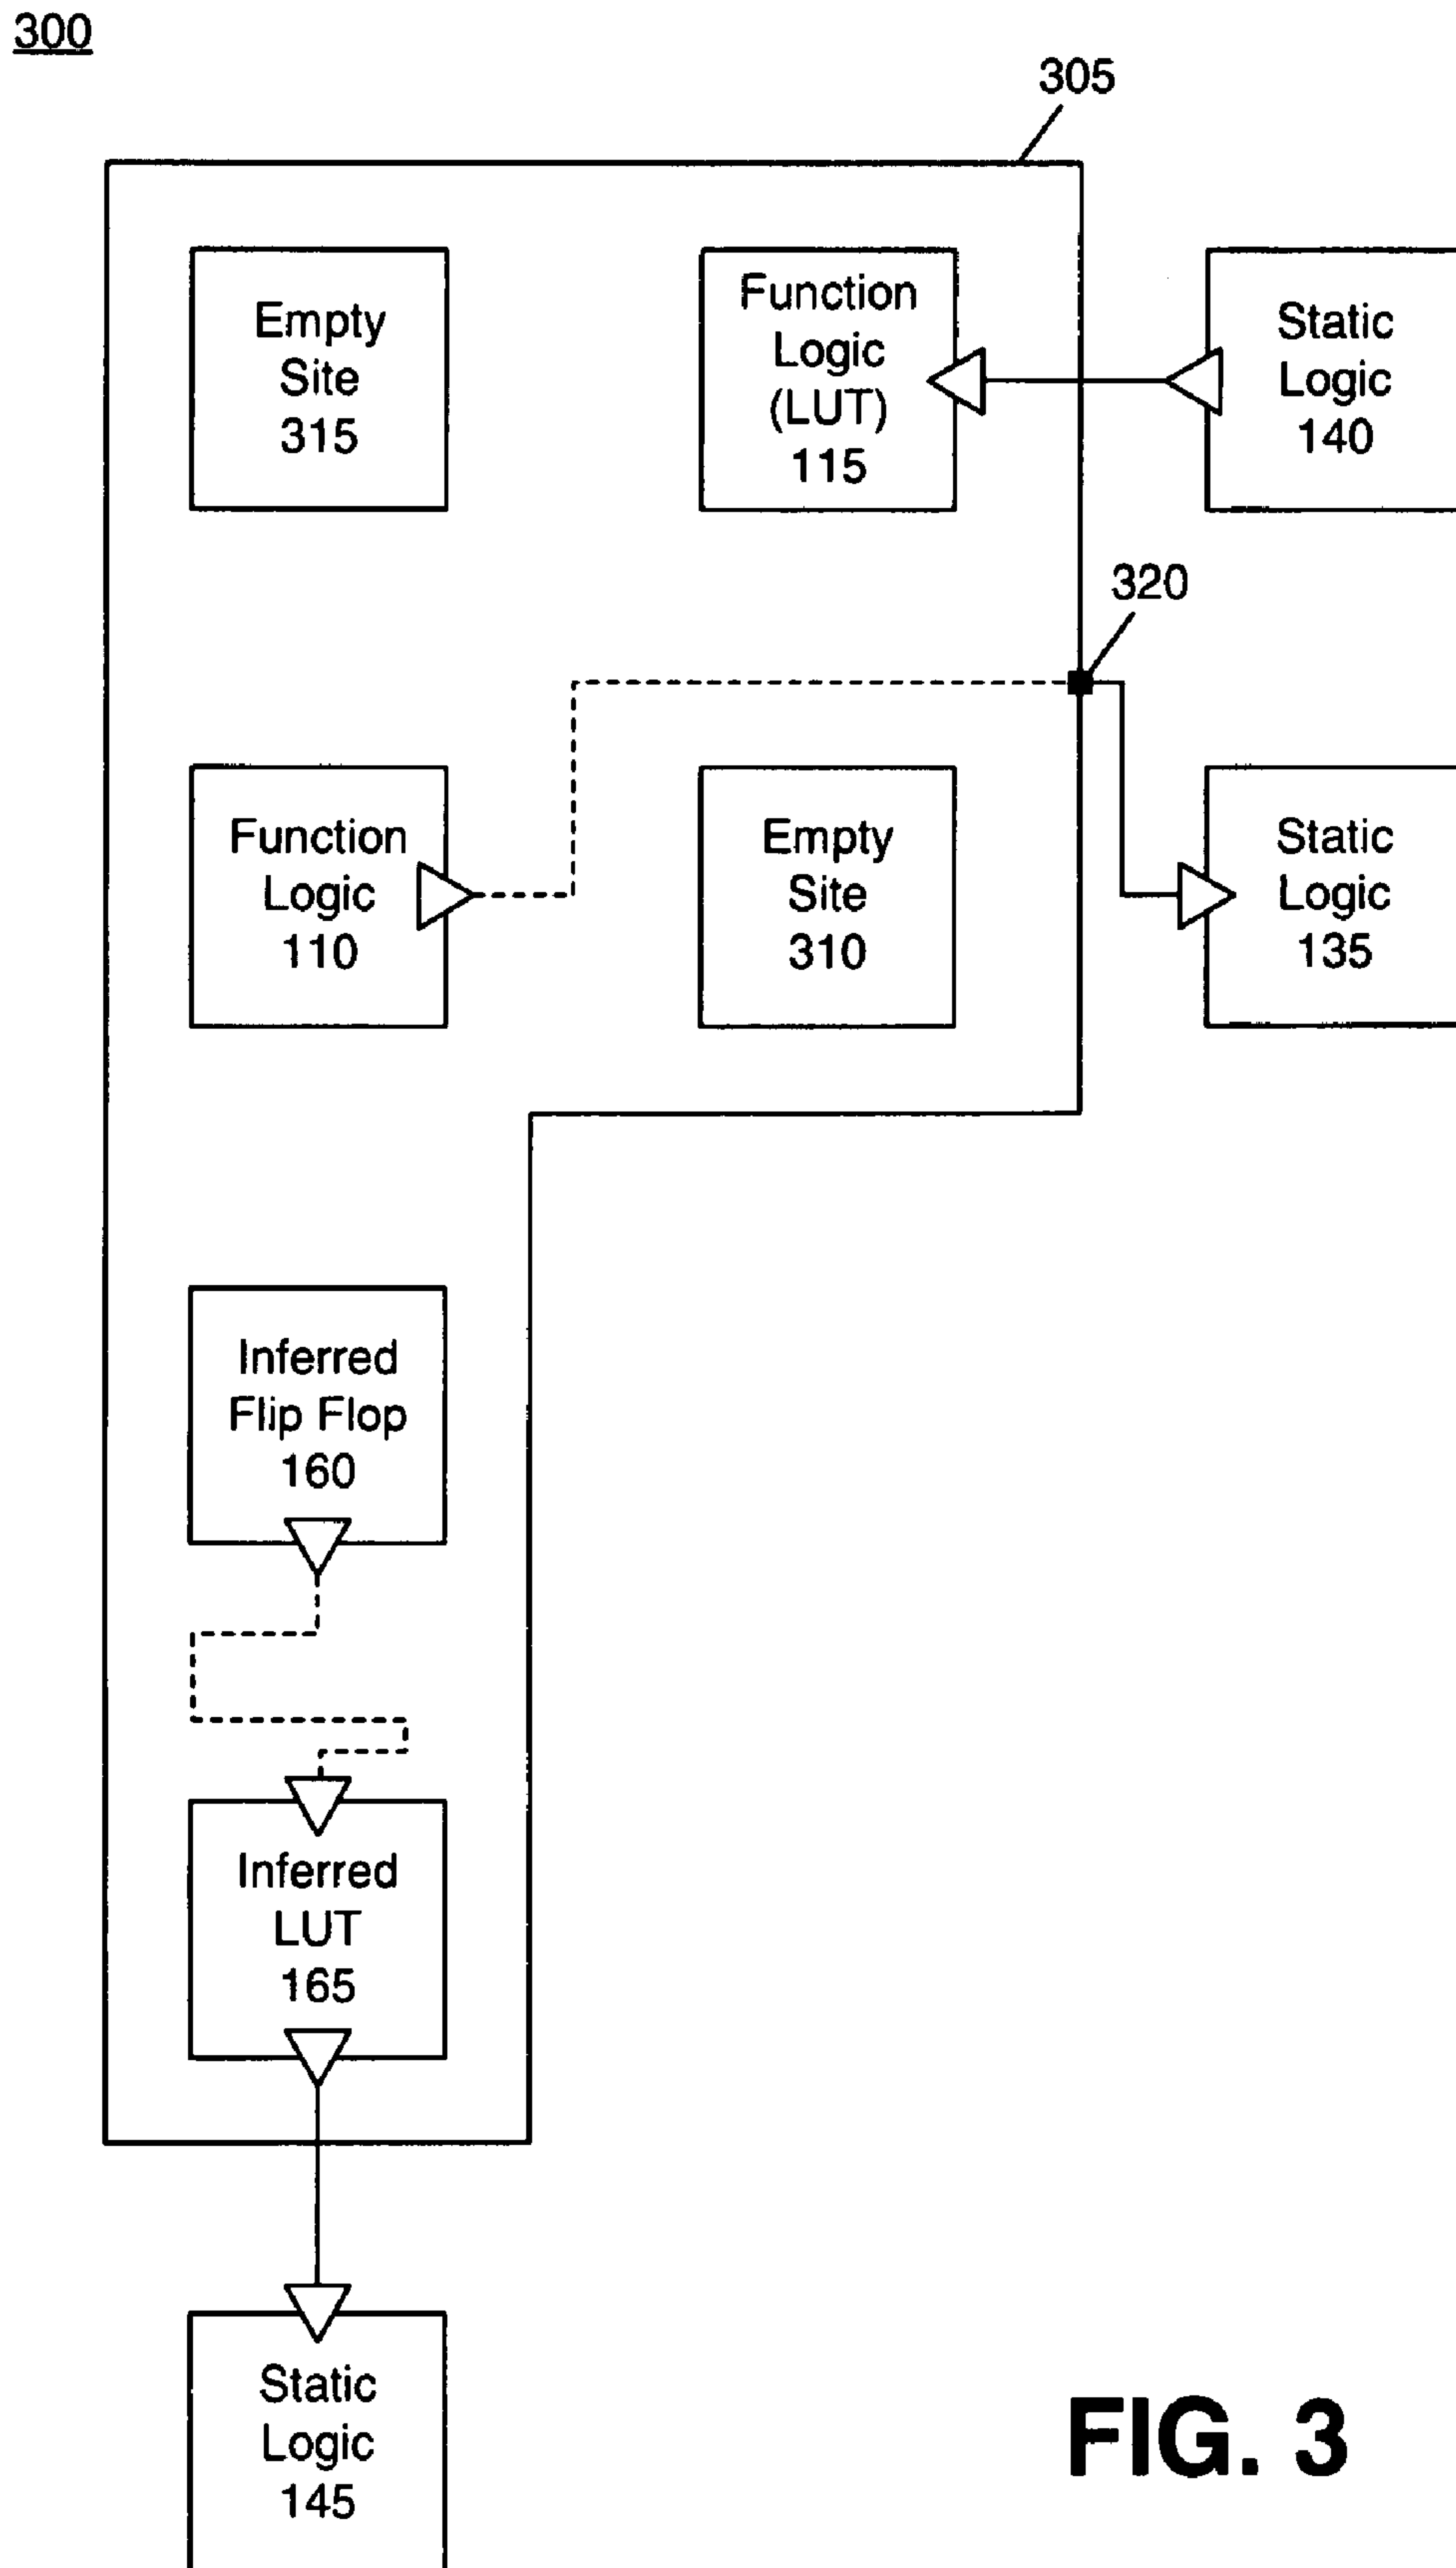 300
305
Empty
Site
315
Function
Logic
(LUT)
115
Static
Logic
140
320
Function
Logic
110
Empty
Site
310
Static
Logic
135
Inferred
Flip Flop
160
Inferred
LUT
165
Static
Logic
145
FIG. 3